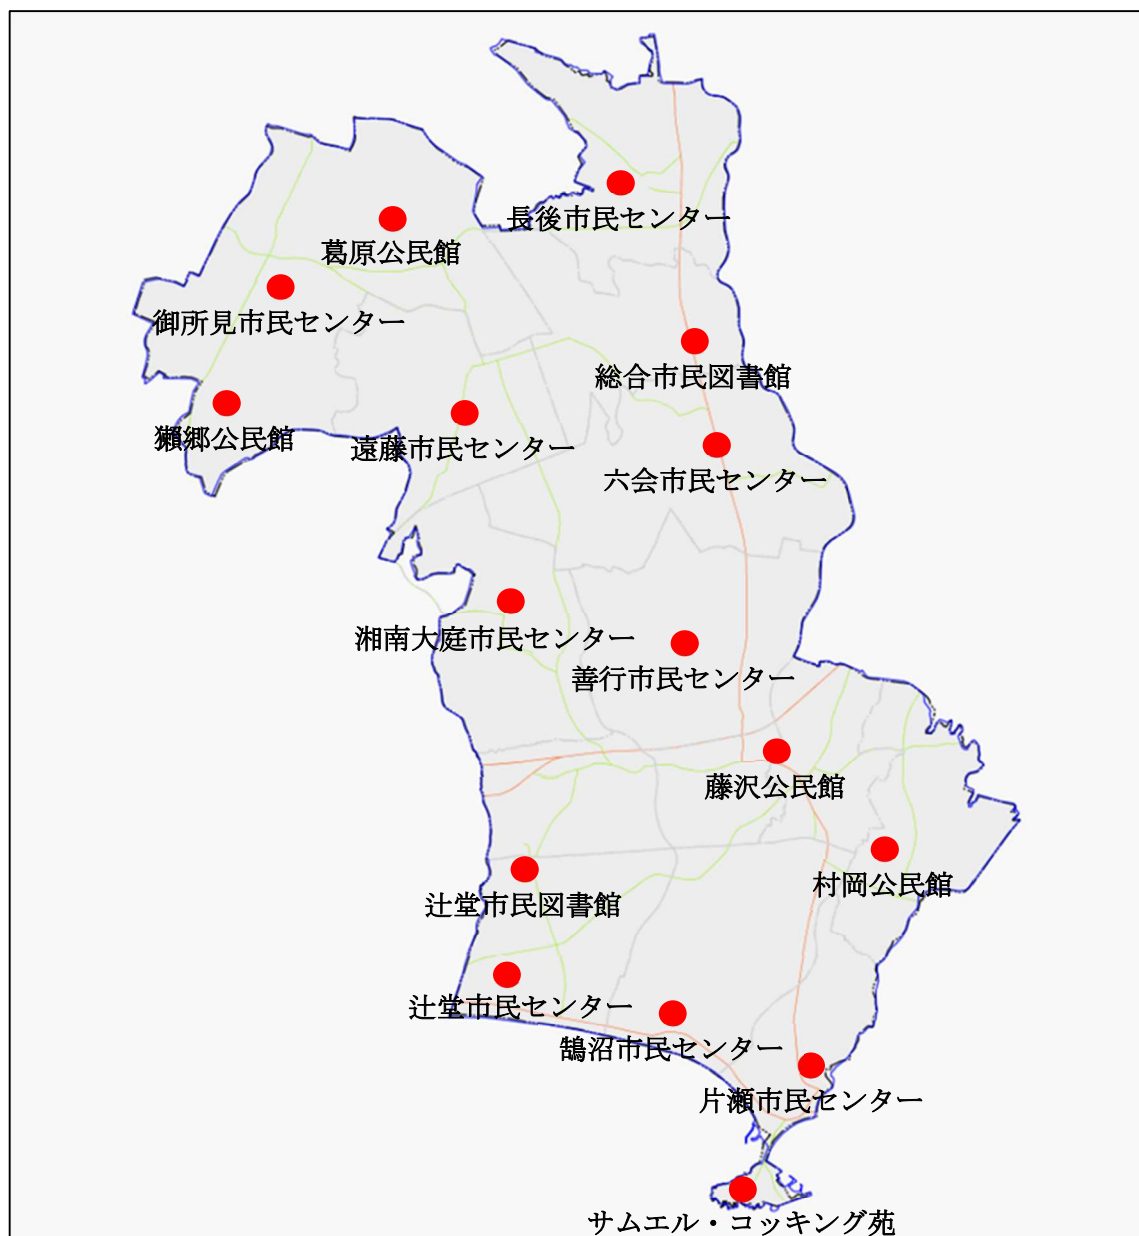 長後市民センター
葛原公民館
御所見市民センター
総合市民図書館
獺郷公民館
遠藤市民センター
六会市民センター
湘南大庭市民センター
善行市民センター
藤沢公民館
村岡公民館
辻堂市民図書館
辻堂市民センター
鵠沼市民センター
片瀬市民センター
サムエル・コッキング苑